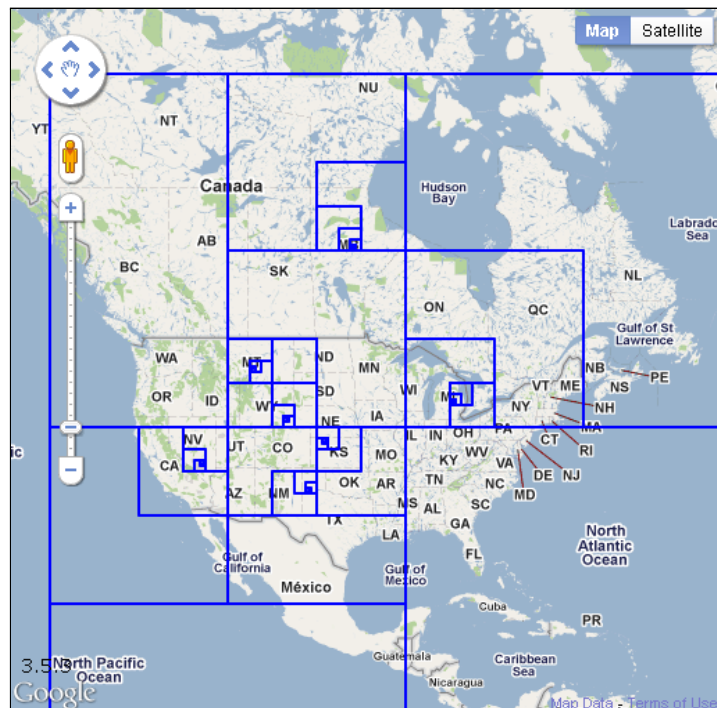 Map Satellite
NU
NT
YT
Canada
Hudson Bay
Labrador Sea
AB
BC
SK
NL
ON
QC
Gulf of St Lawrence
WA
MT
ND
MN
NB
PE
NS
OR
ID
WY
SD
WI
VT
ME
NH
NY
MA
IA
NE
NV
UT
CO
KS
MO
IL
IN
OH
PA
CT
RI
NJ
DE
MD
CA
AZ
NM
OK
AR
KY
WV
VA
TN
NC
SC
MS
AL
GA
TX
LA
FL
Gulf of California
Gulf of Mexico
North Atlantic Ocean
México
Cuba
PR
Guatemala
Caribbean Sea
Nicaragua
3.5.3
North Pacific Ocean
Google
Map Data - Terms of Use